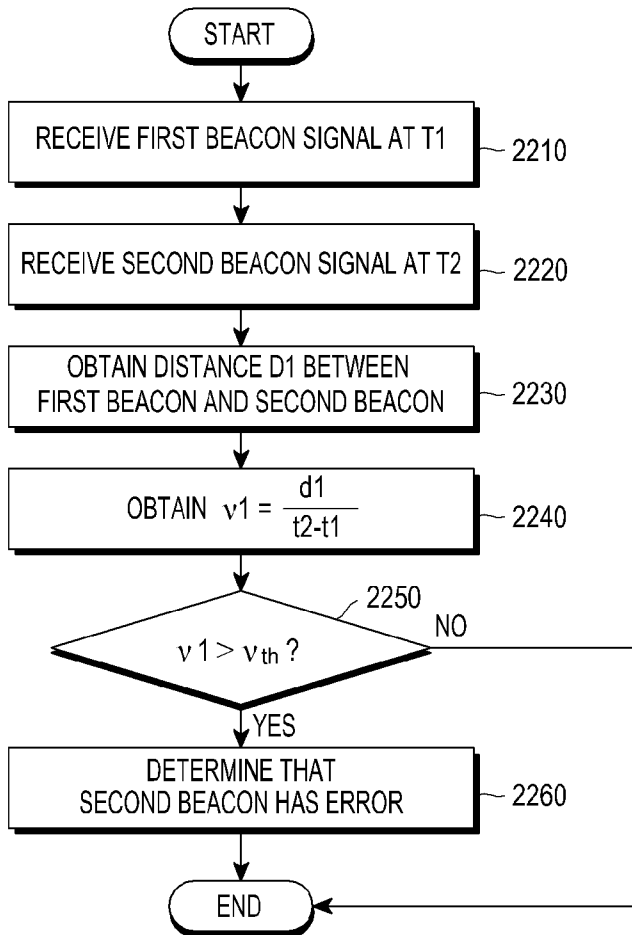 START
RECEIVE FIRST BEACON SIGNAL AT T1
2210
RECEIVE SECOND BEACON SIGNAL AT T2
2220
OBTAIN DISTANCE D1 BETWEEN
FIRST BEACON AND SECOND BEACON
2230
OBTAIN ν1 = d1 / t2-t1
2240
2250
ν1 > νth ?
NO
YES
DETERMINE THAT
SECOND BEACON HAS ERROR
2260
END